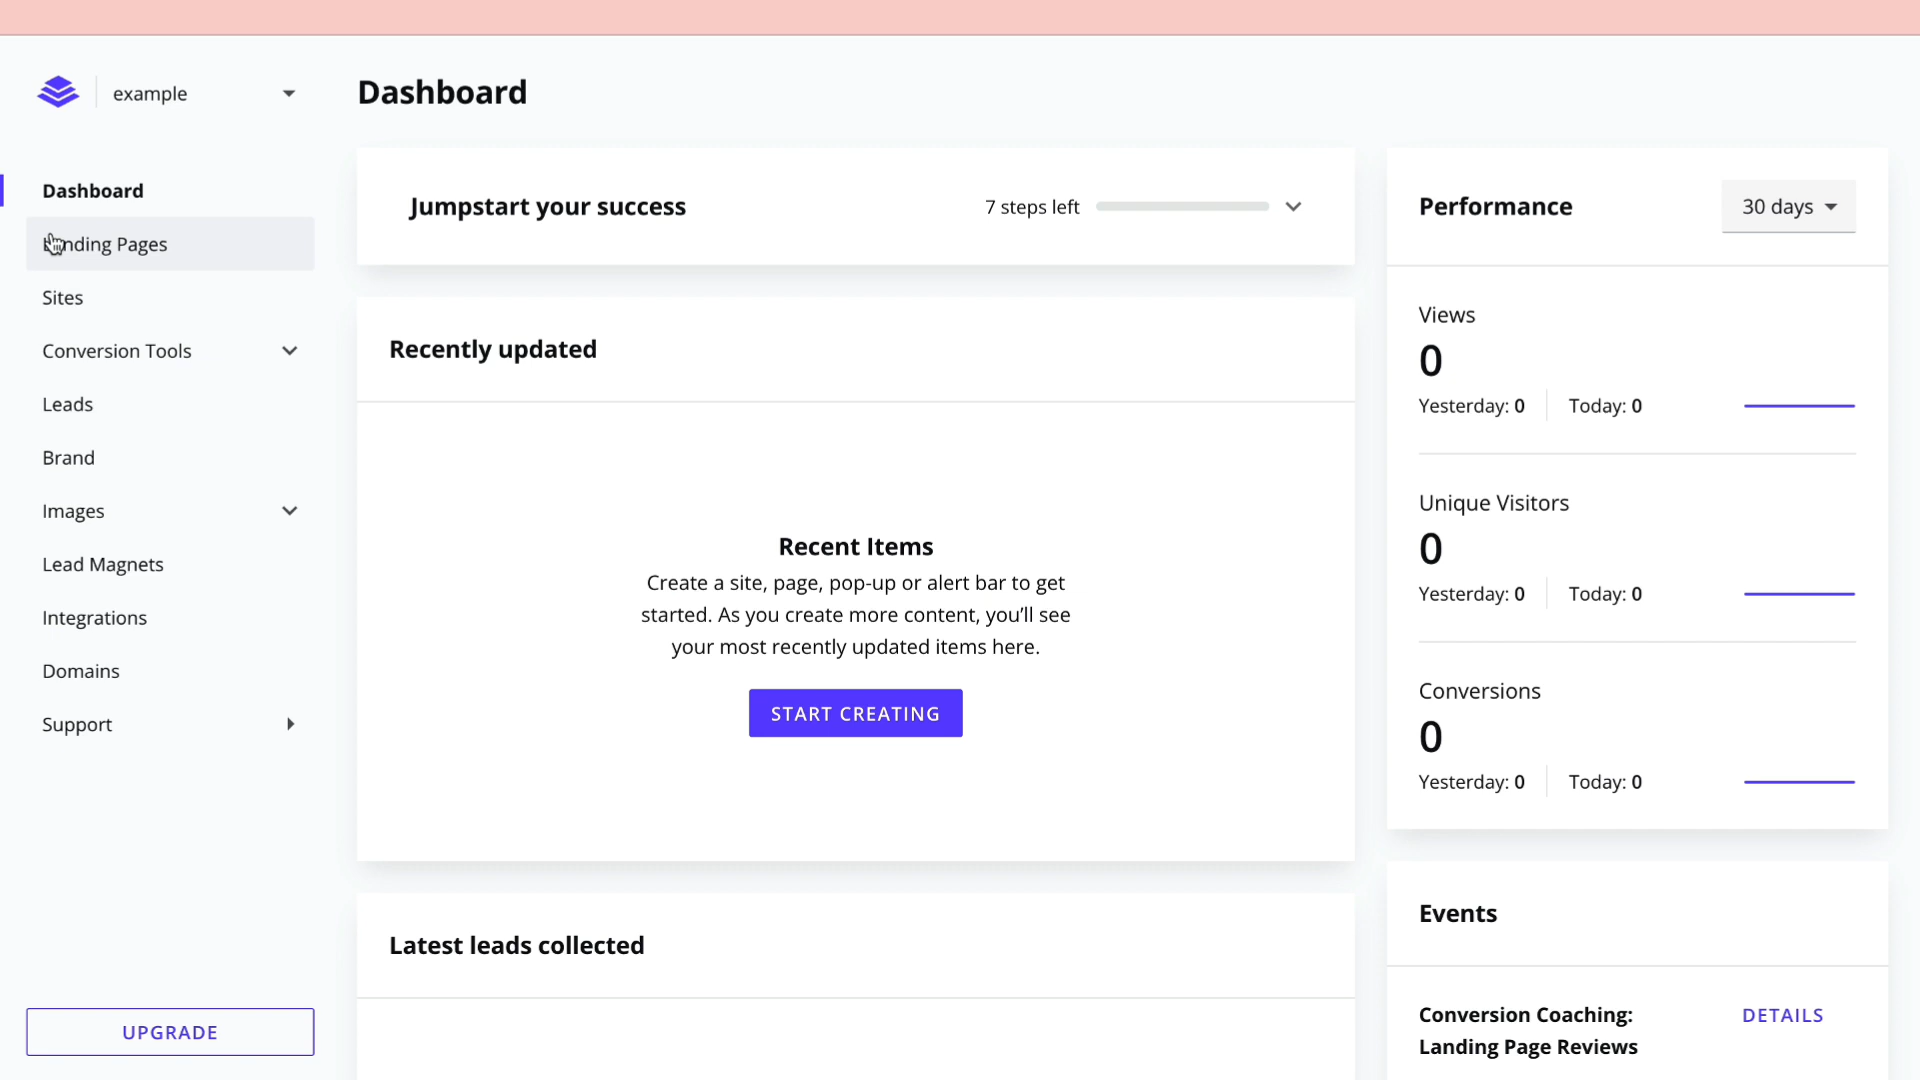 example
Dashboard
Dashboard
Landing Pages
Sites
Conversion Tools
Leads
Brand
Images
Lead Magnets
Integrations
Domains
Support
UPGRADE
Jumpstart your success
7 steps left
Recently updated
Recent Items
Create a site, page, pop-up or alert bar to get
started. As you create more content, you’ll see
your most recently updated items here.
START CREATING
Latest leads collected
Performance
30 days
Views
0
Yesterday: 0
Today: 0
Unique Visitors
0
Yesterday: 0
Today: 0
Conversions
0
Yesterday: 0
Today: 0
Events
Conversion Coaching:
Landing Page Reviews
DETAILS